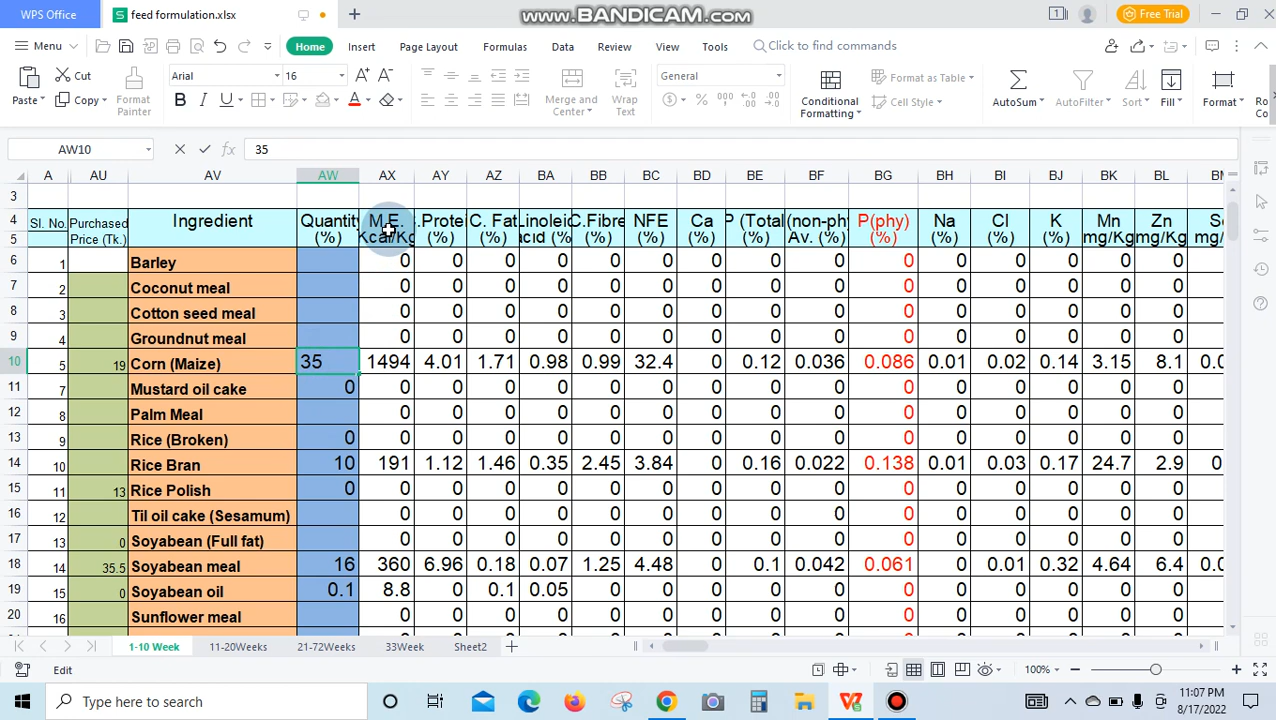 WPS Office
feed formulation.xlsx
www.BANDICAM.com
Free Trial
Menu
Home
Insert
Page Layout
Formulas
Data
Review
View
Tools
Click to find commands
Paste
Cut
Copy
Format
Painter
Arial
16
Merge and
Center
Wrap
Text
General
Conditional
Formatting
Format as Table
Cell Style
AutoSum
AutoFilter
Sort
Fill
Format
AW10
fx
35
A AU AV AW AX AY AZ BA BB BC BD BE BF BG BH BI BJ BK BL BM
3
4 Sl. No. Purchased Ingredient Quantity M.E. .Protei C. Fat Linoleic C.Fibre NFE Ca P (Total (non-phy P(phy) Na Cl K Mn Zn Se
5 Price (Tk.) (%) Kcal/Kg (%) (%) acid (%) (%) (%) (%) (%) Av. (%) (%) (%) (%) (%) mg/Kg mg/Kg mg/
6 1 Barley 0 0 0 0 0 0 0 0 0 0 0 0 0 0 0
7 2 Coconut meal 0 0 0 0 0 0 0 0 0 0 0 0 0 0 0
8 3 Cotton seed meal 0 0 0 0 0 0 0 0 0 0 0 0 0 0 0
9 4 Groundnut meal 0 0 0 0 0 0 0 0 0 0 0 0 0 0 0
10 5 19 Corn (Maize) 35 1494 4.01 1.71 0.98 0.99 32.4 0 0.12 0.036 0.086 0.01 0.02 0.14 3.15 8.1 0.0
11 7 Mustard oil cake 0 0 0 0 0 0 0 0 0 0 0 0 0 0 0 0
12 8 Palm Meal 0 0 0 0 0 0 0 0 0 0 0 0 0 0 0
13 9 Rice (Broken) 0 0 0 0 0 0 0 0 0 0 0 0 0 0 0 0
14 10 Rice Bran 10 191 1.12 1.46 0.35 2.45 3.84 0 0.16 0.022 0.138 0.01 0.03 0.17 24.7 2.9 0
15 11 13 Rice Polish 0 0 0 0 0 0 0 0 0 0 0 0 0 0 0 0
16 12 Til oil cake (Sesamum) 0 0 0 0 0 0 0 0 0 0 0 0 0 0 0
17 13 0 Soyabean (Full fat) 0 0 0 0 0 0 0 0 0 0 0 0 0 0 0
18 14 35.5 Soyabean meal 16 360 6.96 0.18 0.07 1.25 4.48 0 0.1 0.042 0.061 0 0.01 0.32 4.64 6.4 0.0
19 15 0 Soyabean oil 0.1 8.8 0 0.1 0.05 0 0 0 0 0 0 0 0 0 0 0
20 16 Sunflower meal 0 0 0 0 0 0 0 0 0 0 0 0 0 0 0
1-10 Week
11-20Weeks
21-72Weeks
33Week
Sheet2
Edit
100%
Type here to search
11:07 PM
8/17/2022